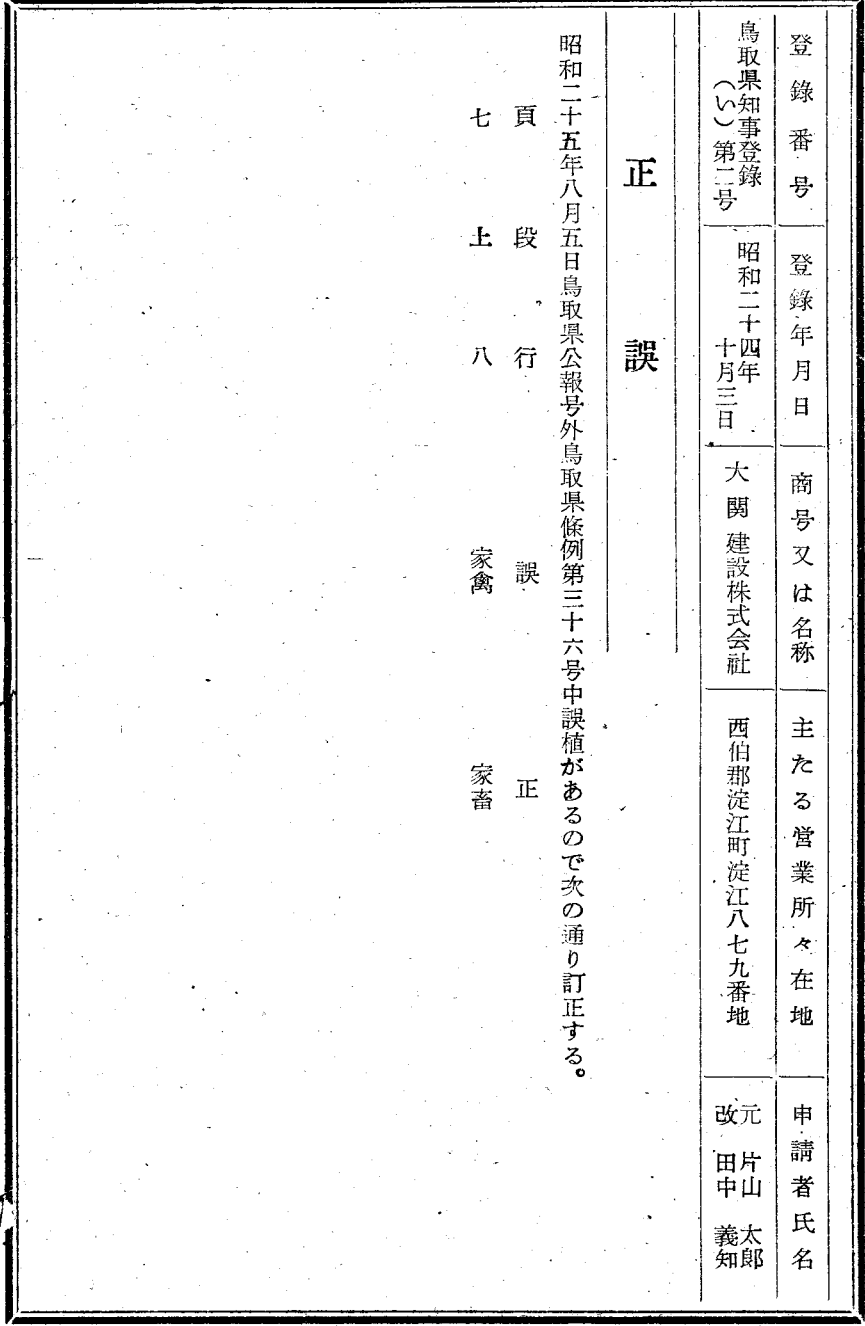 登錄番号 登錄年月日 商号又は名称 主たる営業所々在地 申請者氏名
鳥取県知事登錄 昭和二十四年 大関建設株式会社 西伯郡淀江町淀江八七九番地 元 片山 太郎
(い)第二号 十月三日 改 田中 義知
正誤
昭和二十五年八月五日鳥取県公報号外鳥取県條例第三十六号中誤植があるので次の通り訂正する。
頁 段 行 誤 正
七 上 八 家禽 家畜